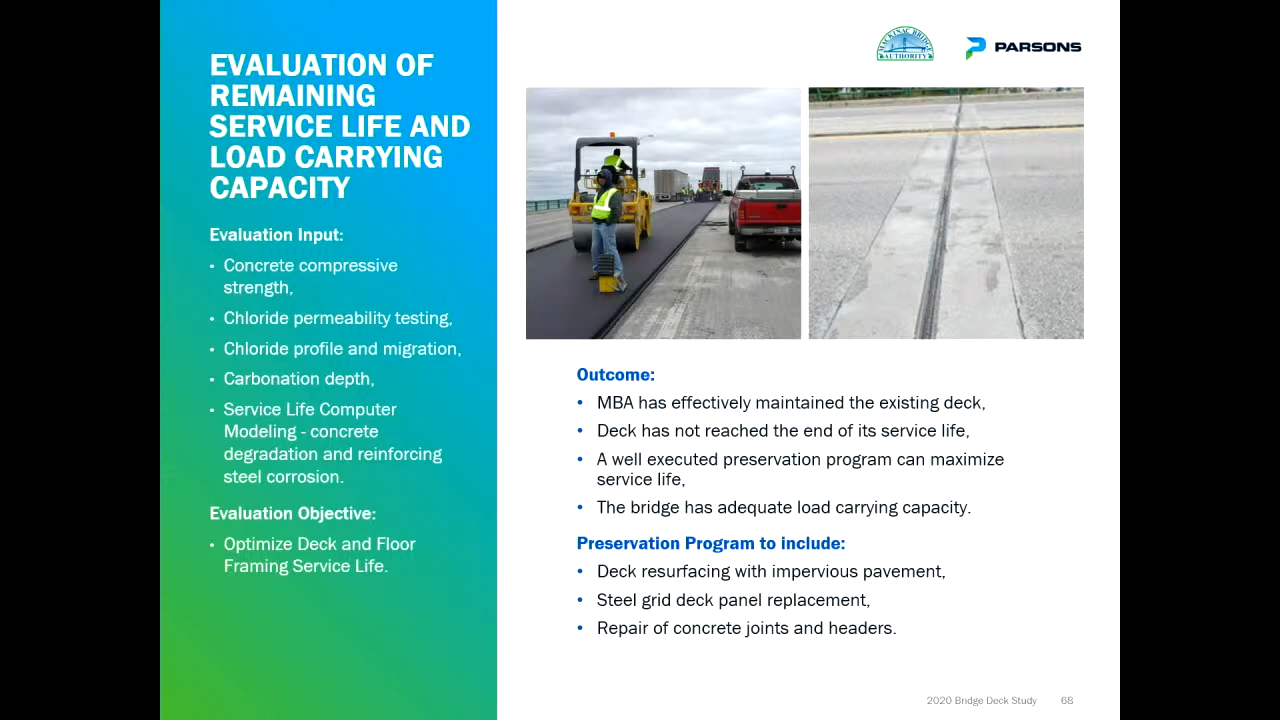 EVALUATION OF
REMAINING
SERVICE LIFE AND
LOAD CARRYING
CAPACITY
Evaluation Input:
• Concrete compressive
strength,
• Chloride permeability testing,
• Chloride profile and migration,
• Carbonation depth,
• Service Life Computer
Modeling - concrete
degradation and reinforcing
steel corrosion.
Evaluation Objective:
• Optimize Deck and Floor
Framing Service Life.
MACKINAC BRIDGE
AUTHORITY
PARSONS
Outcome:
• MBA has effectively maintained the existing deck,
• Deck has not reached the end of its service life,
• A well executed preservation program can maximize
service life,
• The bridge has adequate load carrying capacity.
Preservation Program to include:
• Deck resurfacing with impervious pavement,
• Steel grid deck panel replacement,
• Repair of concrete joints and headers.
2020 Bridge Deck Study 68